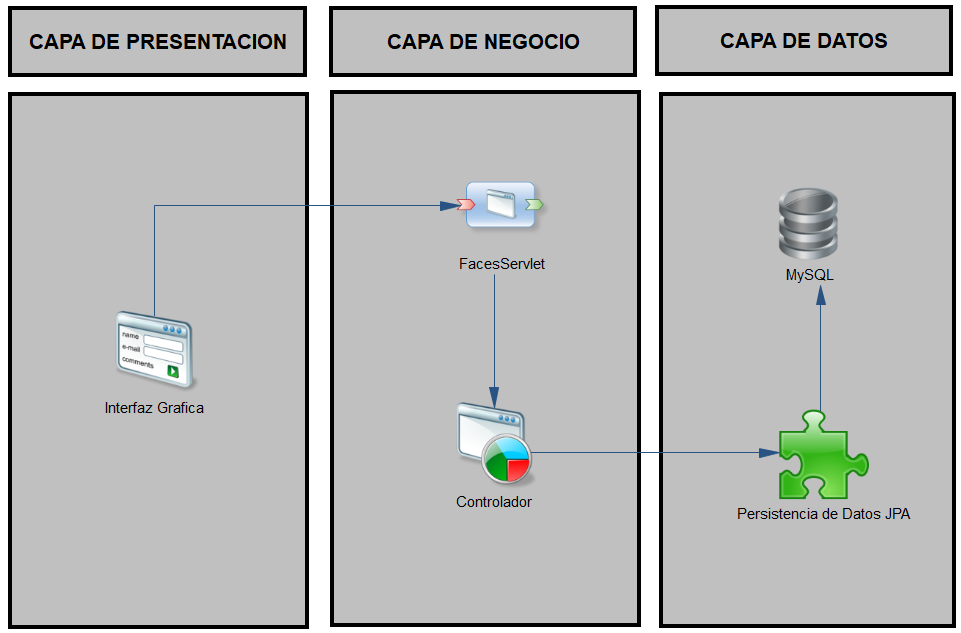 CAPA DE PRESENTACION
CAPA DE NEGOCIO
CAPA DE DATOS
FacesServlet
MySQL
name
e-mail
comments
Interfaz Grafica
Controlador
Persistencia de Datos JPA